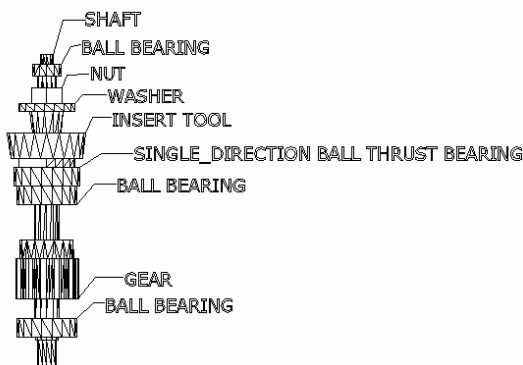 SHAFT
BALL BEARING
NUT
WASHER
INSERT TOOL
SINGLE_DIRECTION BALL THRUST BEARING
BALL BEARING
GEAR
BALL BEARING